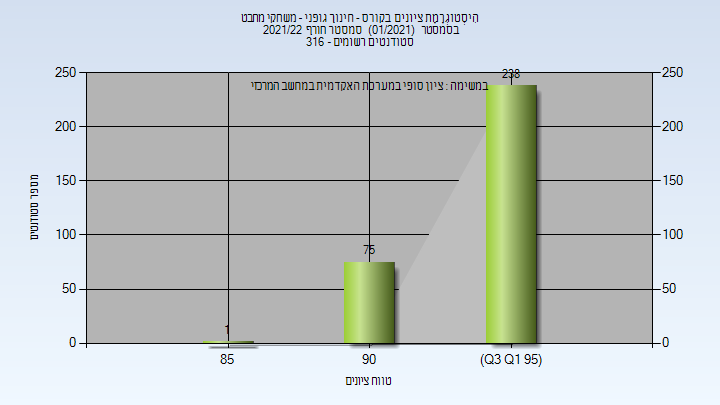 הִיסְטוֹגְרָמַת ציונים בקורס - חינוך גופני - משחקי מחבט
בסמסטר (01/2021) סמסטר חורף 2021/22
סטודנטים רשומים - 316
במשימה : ציון סופי במערכת האקדמית במחשב המרכזי
מספר סטודנטים
250
200
150
100
50
0
250
200
150
100
50
0
1
75
238
85
90
(Q3 Q1 95)
טווח ציונים